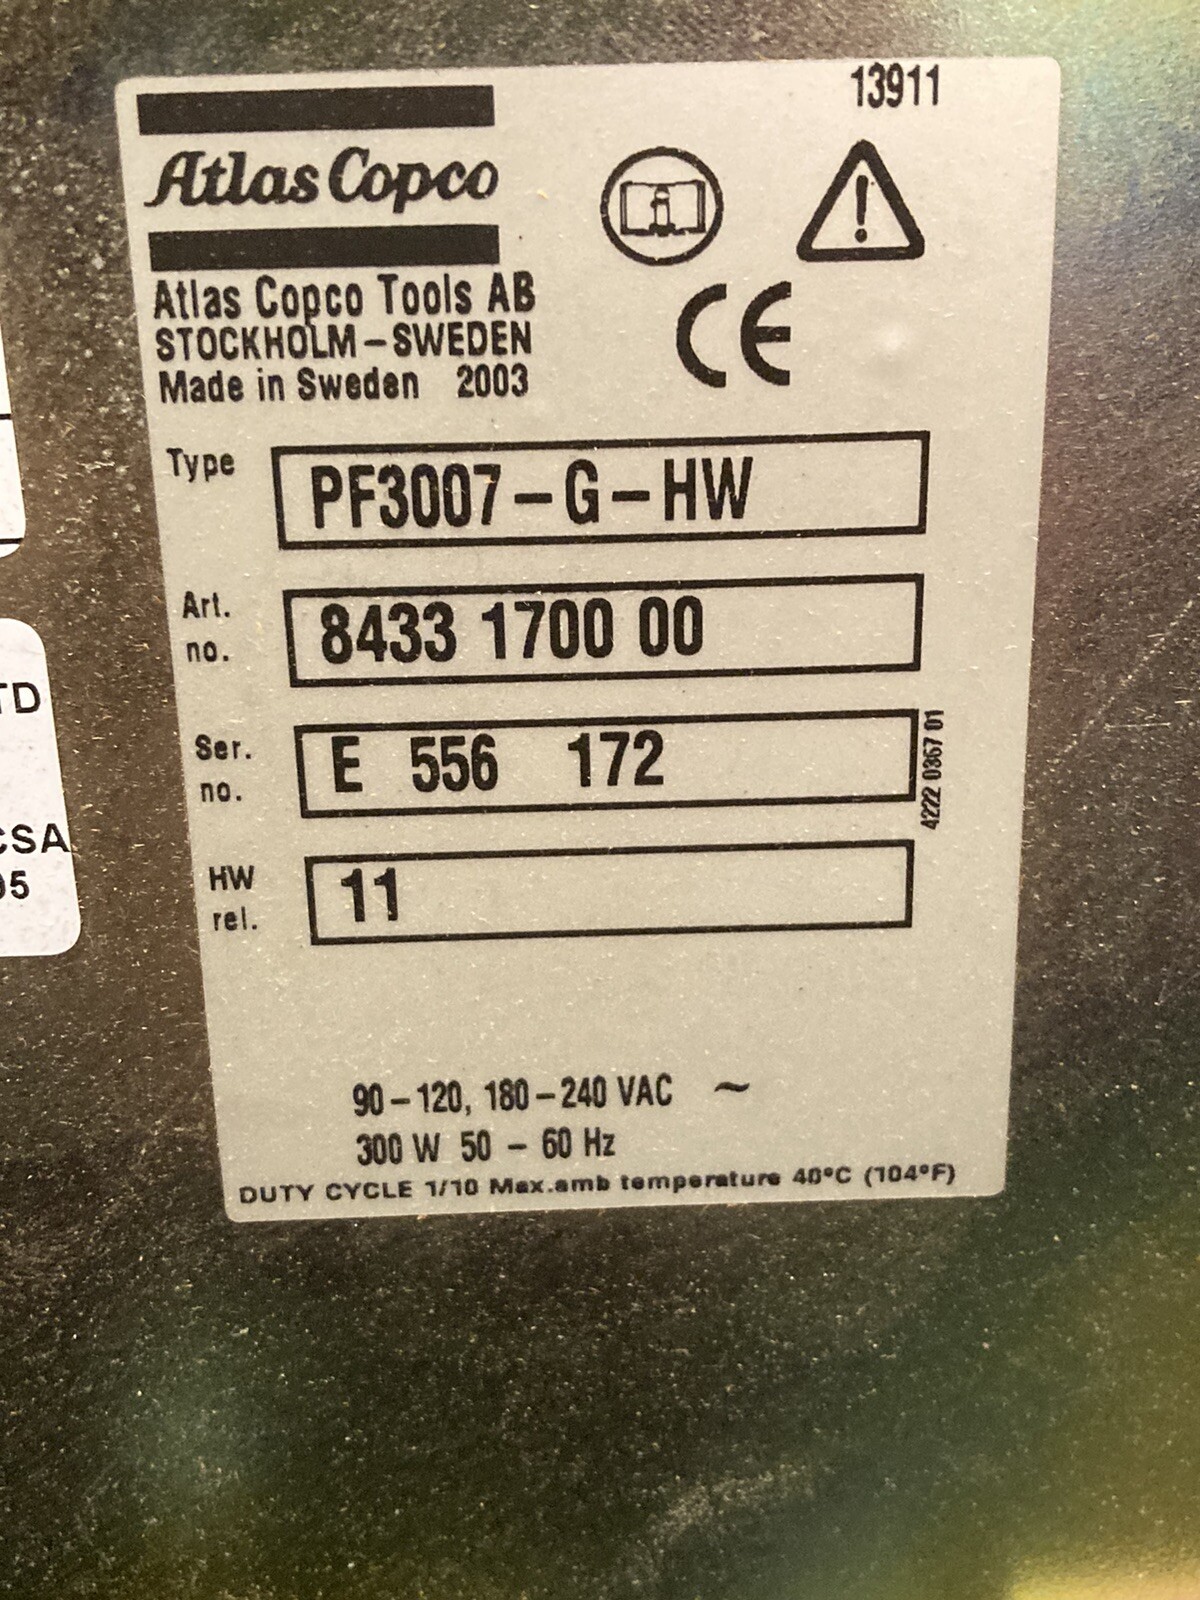 13911
Atlas Copco
Atlas Copco Tools AB
STOCKHOLM – SWEDEN
Made in Sweden 2003
CE
Type PF3007 – G – HW
Art. no. 8433 1700 00
Ser. no. E 556 172
4222 0367 01
HW rel. 11
90 – 120, 180 – 240 VAC ~
300 W 50 – 60 Hz
DUTY CYCLE 1/10 Max.amb temperature 40°C (104°F)
TD
CSA
95